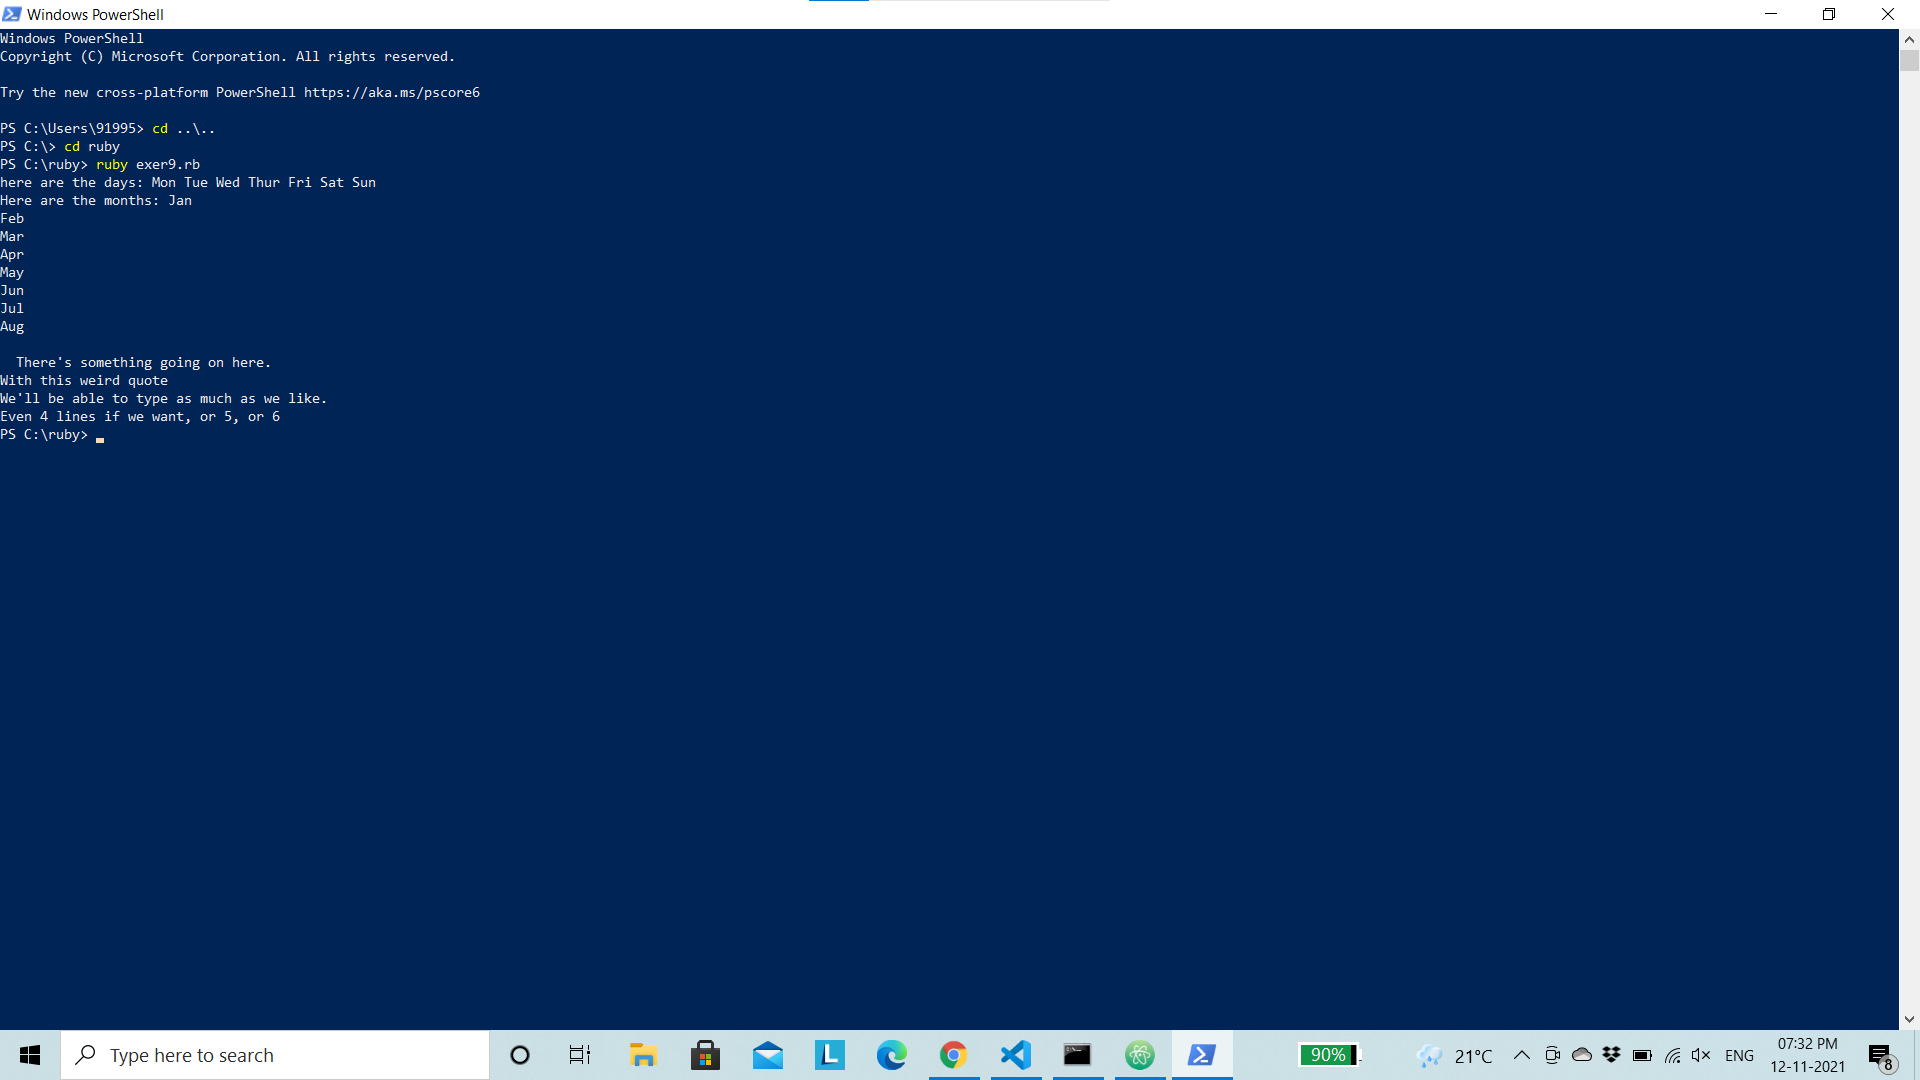 Windows PowerShell
Windows PowerShell
Copyright (C) Microsoft Corporation. All rights reserved.
Try the new cross-platform PowerShell https://aka.ms/pscore6
PS C:\Users\91995> cd ..\..
PS C:\> cd ruby
PS C:\ruby> ruby exer9.rb
here are the days: Mon Tue Wed Thur Fri Sat Sun
Here are the months: Jan
Feb
Mar
Apr
May
Jun
Jul
Aug
  There's something going on here.
With this weird quote
We'll be able to type as much as we like.
Even 4 lines if we want, or 5, or 6
PS C:\ruby>
Type here to search
L
90%
21°C
ENG
07:32 PM
12-11-2021
8